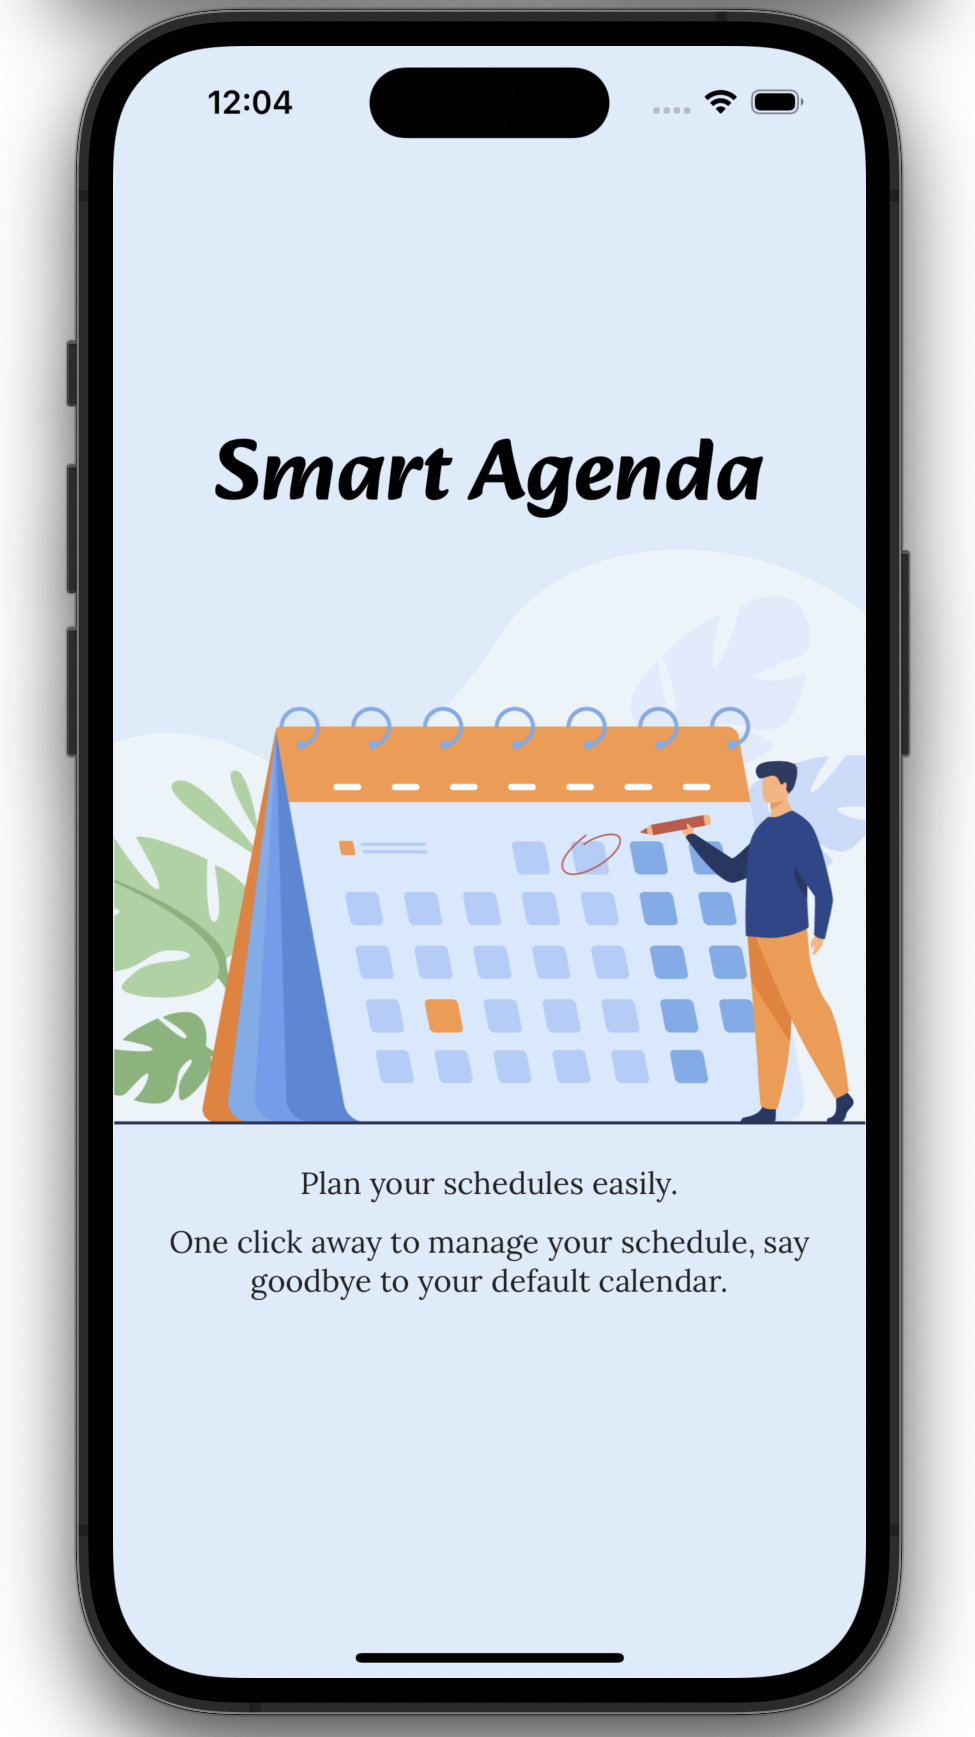 12:04
Smart Agenda
Plan your schedules easily.
One click away to manage your schedule, say
goodbye to your default calendar.